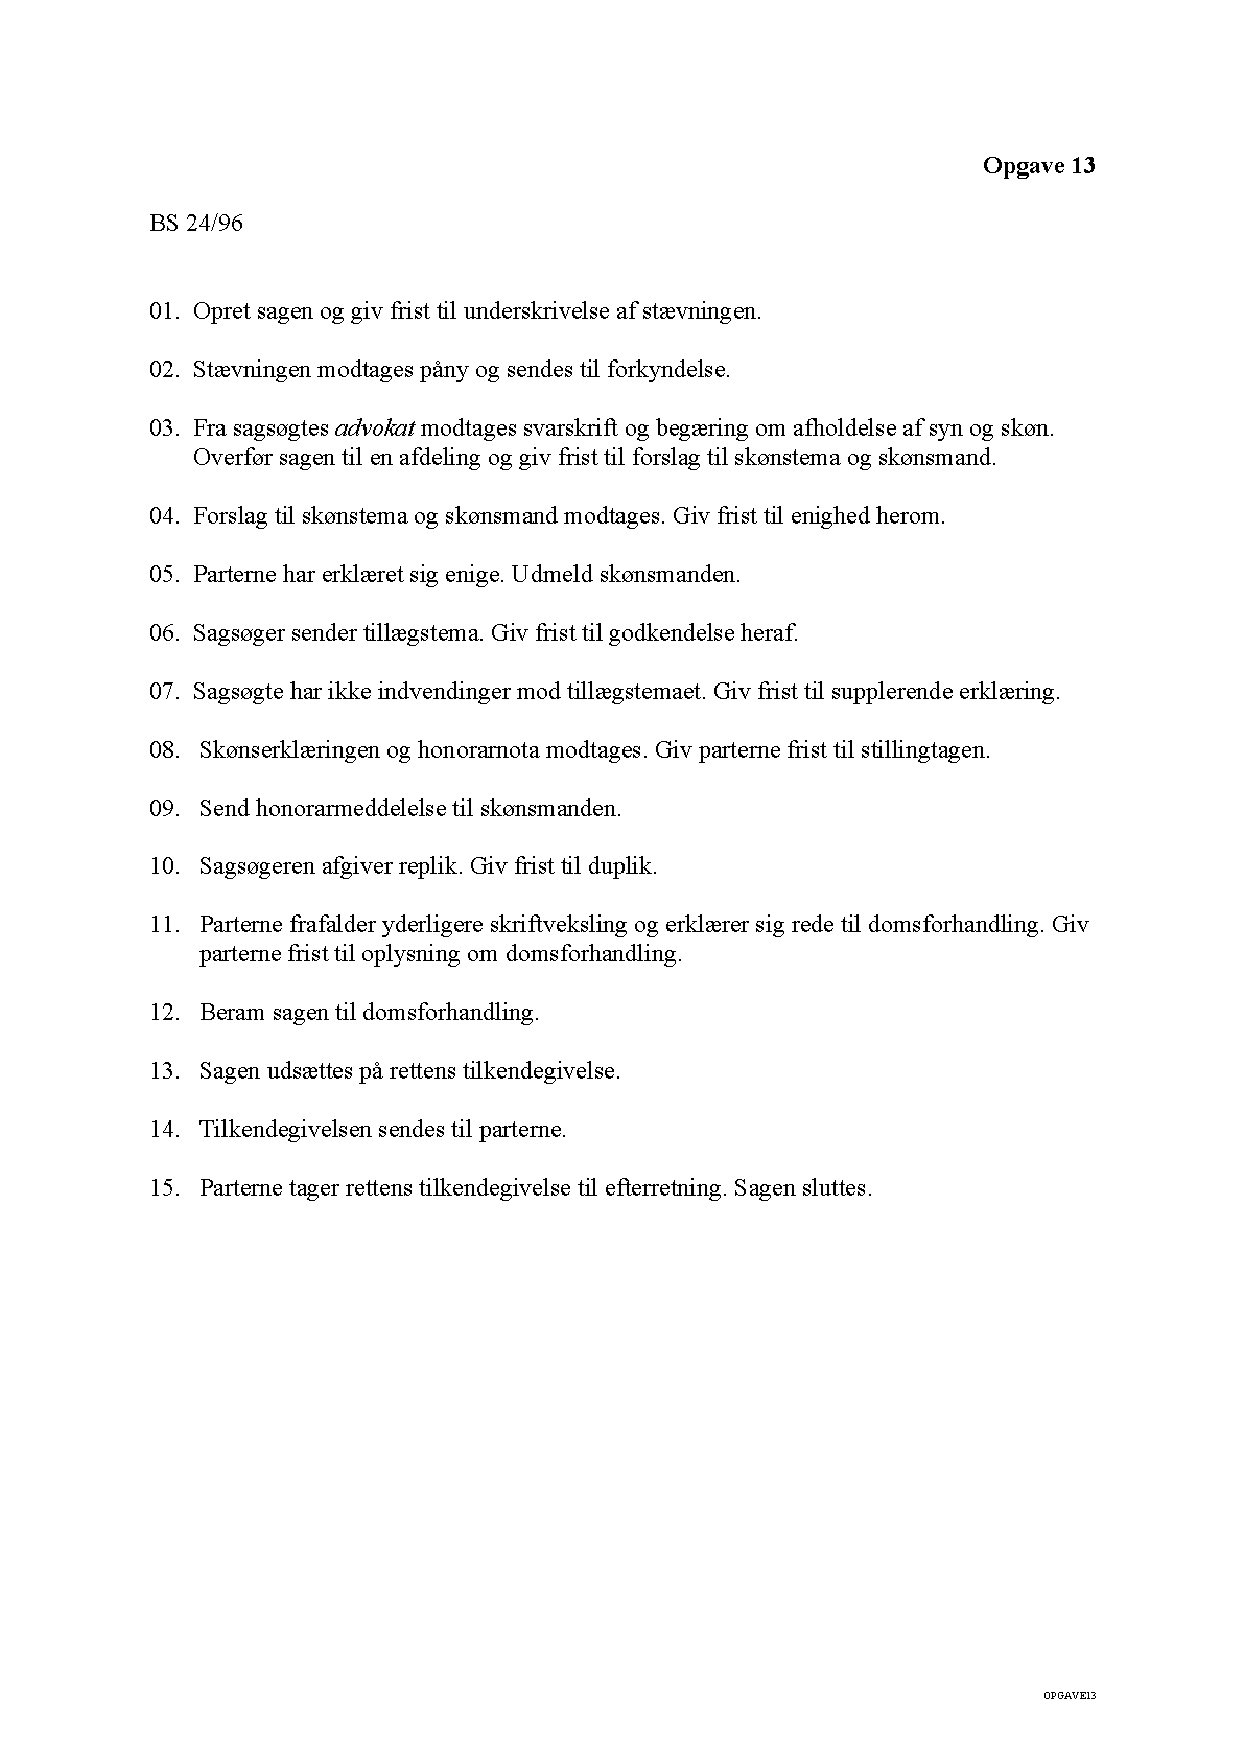 Opgave 13
BS 24/96
01. Opret sagen og giv frist til underskrivelse af stævningen.
02. Stævningen modtages påny og sendes til forkyndelse.
03. Fra sagsøgtes advokat modtages svarskrift og begæring om afholdelse af syn og skøn.
Overfør sagen til en afdeling og giv frist til forslag til skønstema og skønsmand.
04. Forslag til skønstema og skønsmand modtages. Giv frist til enighed herom.
05. Parterne har erklæret sig enige. Udmeld skønsmanden.
06. Sagsøger sender tillægstema. Giv frist til godkendelse heraf.
07. Sagsøgte har ikke indvendinger mod tillægstemaet. Giv frist til supplerende erklæring.
08. Skønserklæringen og honorarnota modtages. Giv parterne frist til stillingtagen.
09. Send honorarmeddelelse til skønsmanden.
10. Sagsøgeren afgiver replik. Giv frist til duplik.
11. Parterne frafalder yderligere skriftveksling og erklærer sig rede til domsforhandling. Giv
parterne frist til oplysning om domsforhandling.
12. Beram sagen til domsforhandling.
13. Sagen udsættes på rettens tilkendegivelse.
14. Tilkendegivelsen sendes til parterne.
15. Parterne tager rettens tilkendegivelse til efterretning. Sagen sluttes.
OPGAVE13